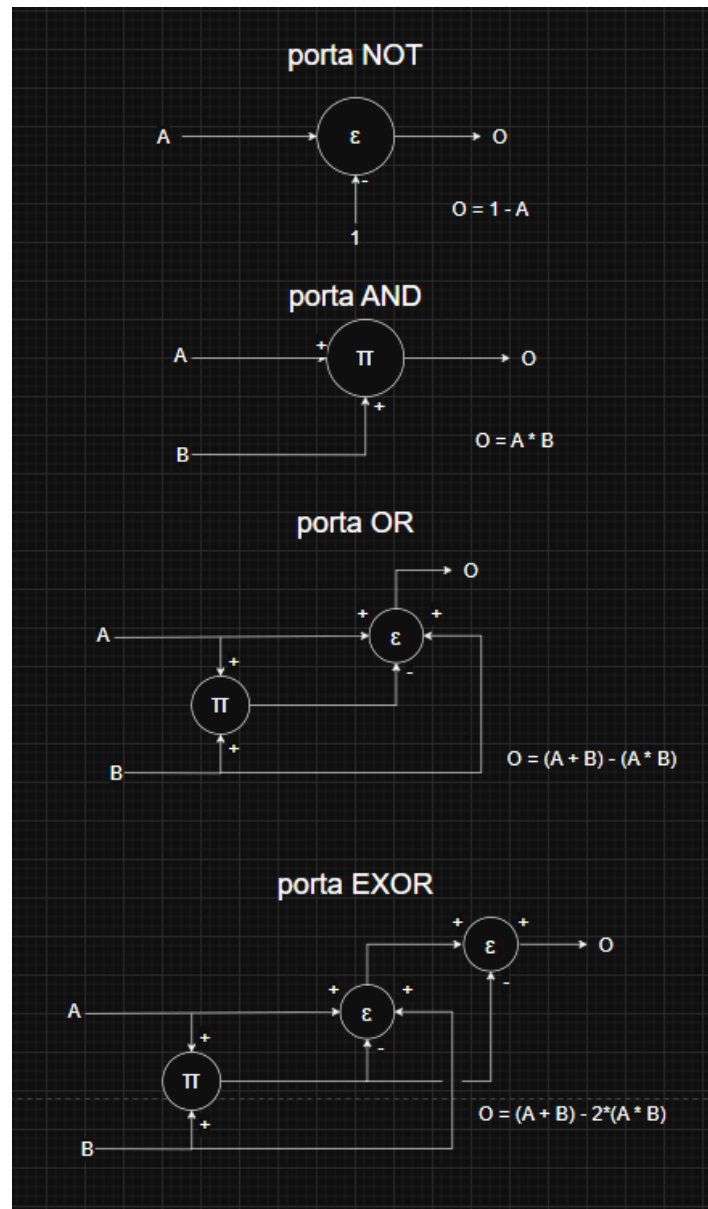 porta NOT
A ε O
-
1
O = 1 - A
porta AND
A + π O
+
B
O = A * B
porta OR
O
+ +
A ε
+ -
π
+
B
O = (A + B) - (A * B)
porta EXOR
+ +
ε O
+ + -
A ε
+ -
π
+
O = (A + B) - 2*(A * B)
B